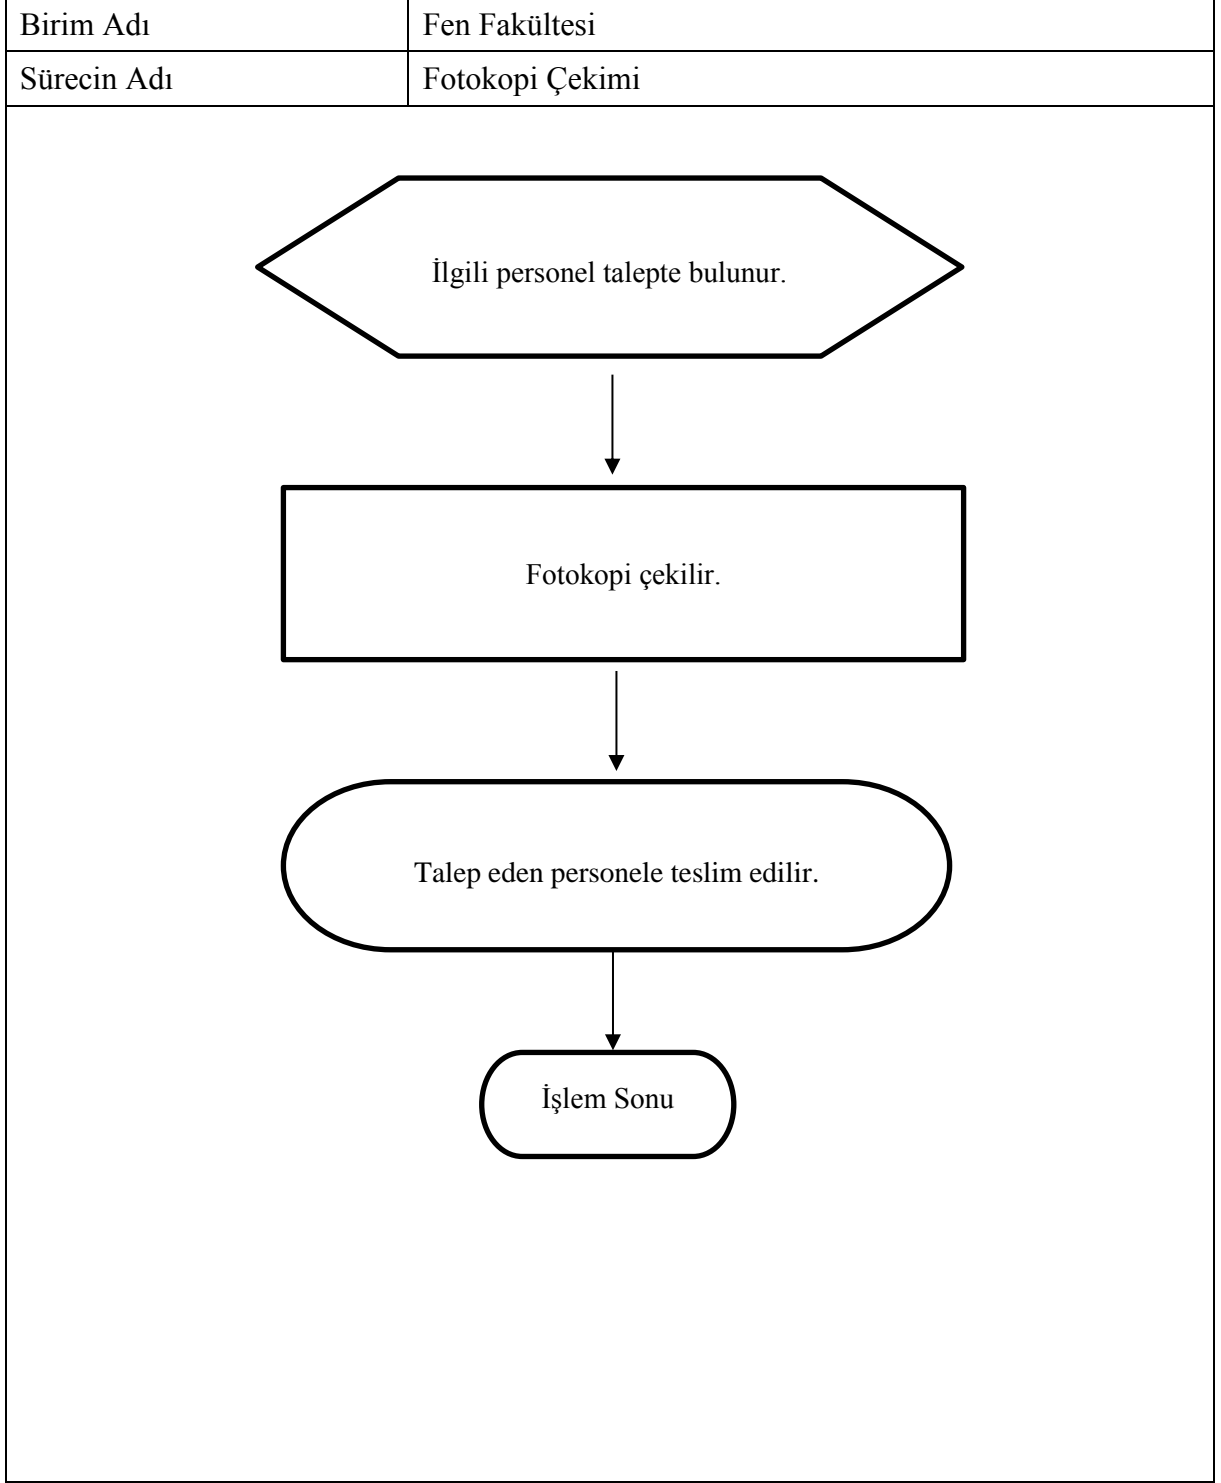 Birim Adı Fen Fakültesi
Sürecin Adı Fotokopi Çekimi
İlgili personel talepte bulunur.
Fotokopi çekilir.
Talep eden personele teslim edilir.
İşlem Sonu